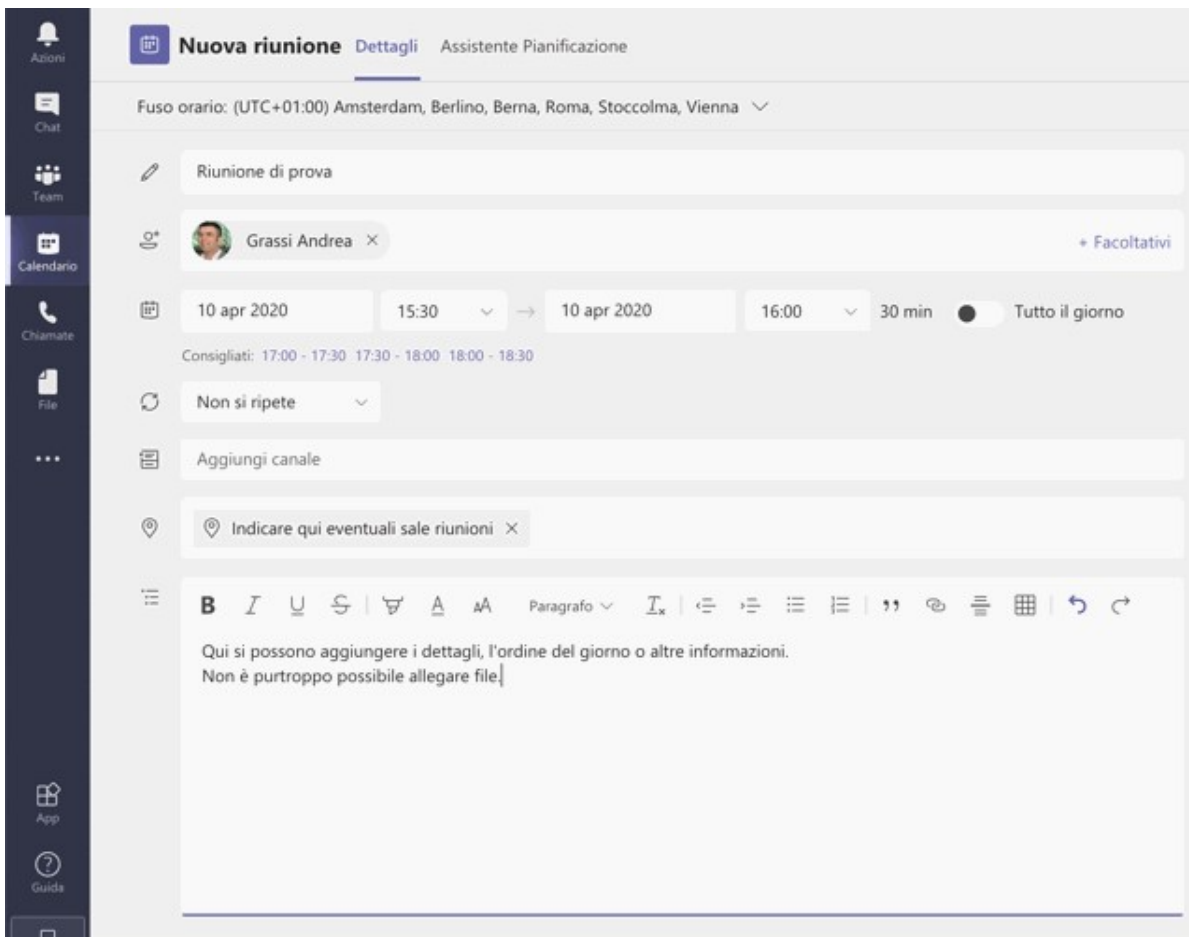 Azioni
Chat
Team
Calendario
Chiamate
File
App
Guida
Nuova riunione Dettagli Assistente Pianificazione
Fuso orario: (UTC+01:00) Amsterdam, Berlino, Berna, Roma, Stoccolma, Vienna
Riunione di prova
Grassi Andrea × + Facoltativi
10 apr 2020 15:30 → 10 apr 2020 16:00 30 min Tutto il giorno
Consigliati: 17:00 - 17:30 17:30 - 18:00 18:00 - 18:30
Non si ripete
Aggiungi canale
Indicare qui eventuali sale riunioni ×
B I U S A AA Paragrafo Tx
Qui si possono aggiungere i dettagli, l'ordine del giorno o altre informazioni.
Non è purtroppo possibile allegare file.